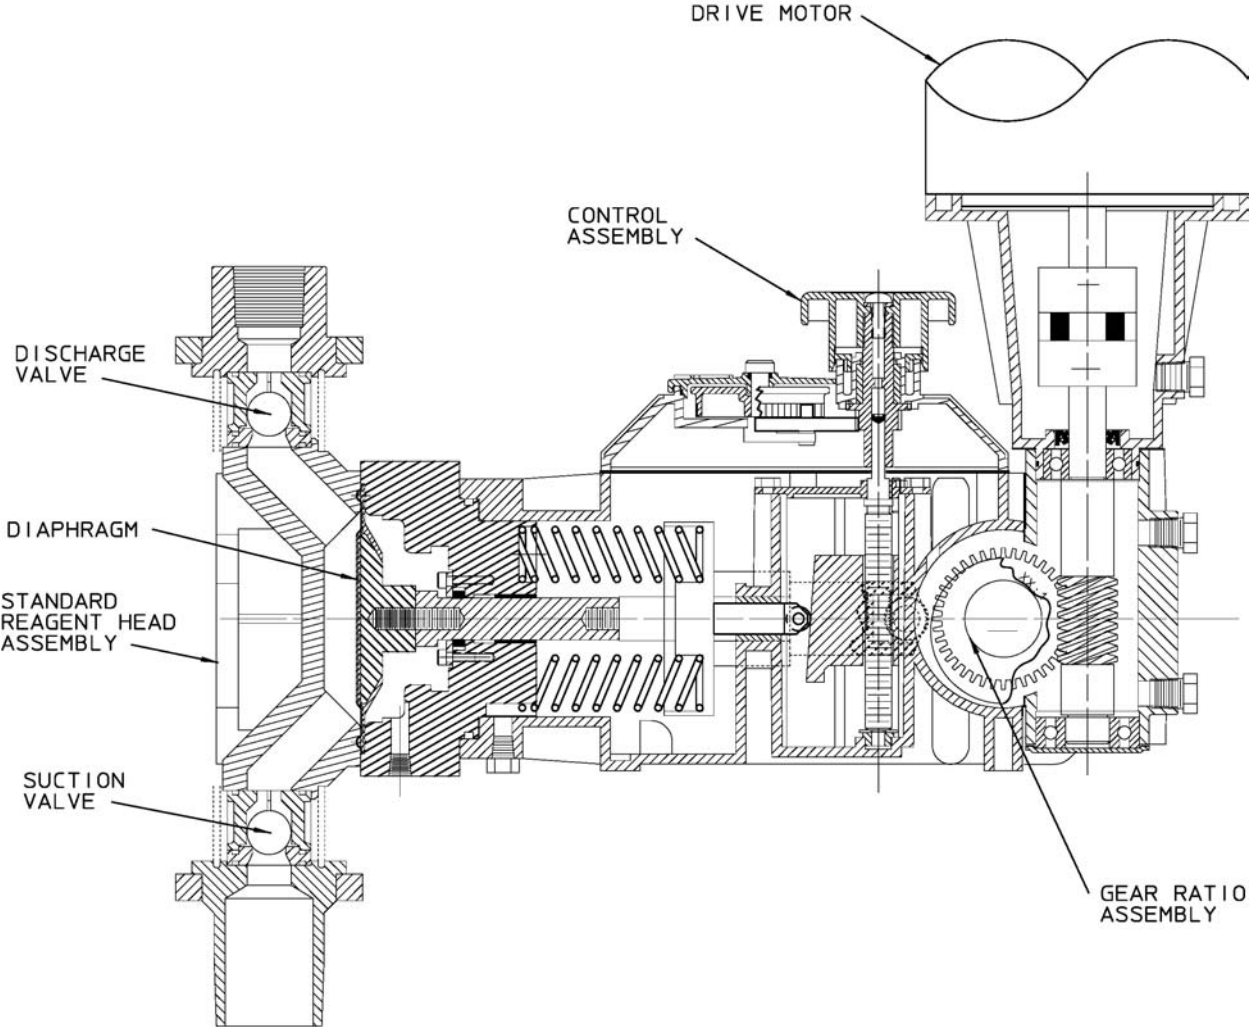 DRIVE MOTOR
CONTROL
ASSEMBLY
DISCHARGE
VALVE
DIAPHRAGM
STANDARD
REAGENT HEAD
ASSEMBLY
SUCTION
VALVE
GEAR RATIO
ASSEMBLY